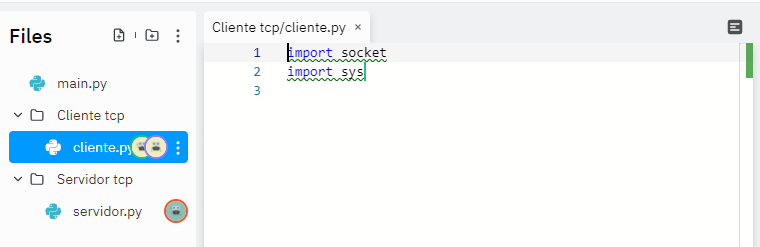 Files
main.py
Cliente tcp
cliente.py
Servidor tcp
servidor.py
Cliente tcp/cliente.py ×
1 import socket
2 import sys
3